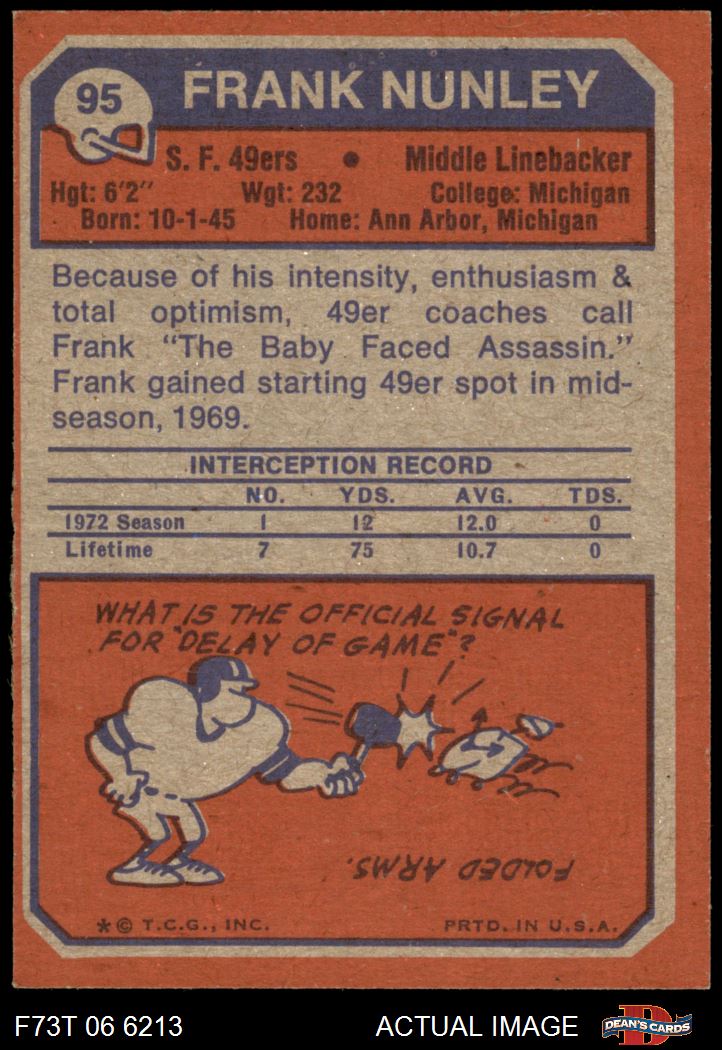 95
FRANK NUNLEY
S. F. 49ers • Middle Linebacker
Hgt: 6'2" Wgt: 232 College: Michigan
Born: 10-1-45 Home: Ann Arbor, Michigan
Because of his intensity, enthusiasm &
total optimism, 49er coaches call
Frank “The Baby Faced Assassin.”
Frank gained starting 49er spot in mid-
season, 1969.
INTERCEPTION RECORD
NO. YDS. AVG. TDS.
1972 Season 1 12 12.0 0
Lifetime 7 75 10.7 0
WHAT IS THE OFFICIAL SIGNAL
FOR "DELAY OF GAME"?
FOLDED ARMS.
*© T.C.G., INC. PRTD. IN U.S.A.
F73T 06 6213 ACTUAL IMAGE
D
DEAN'S CARDS